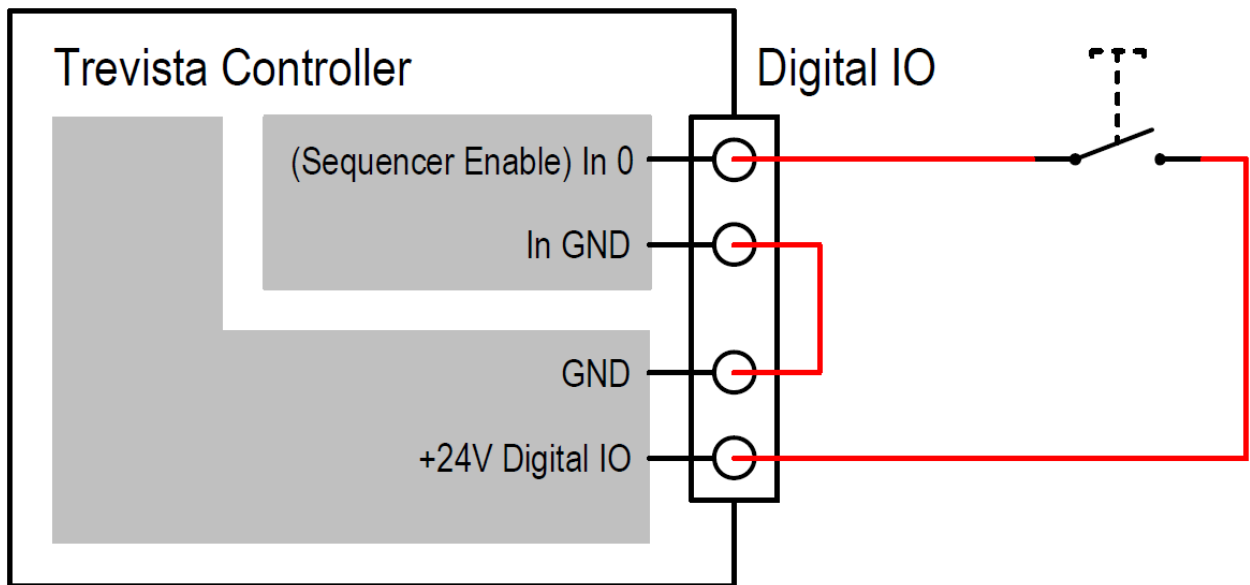 Trevista Controller
Digital IO
(Sequencer Enable) In 0
In GND
GND
+24V Digital IO